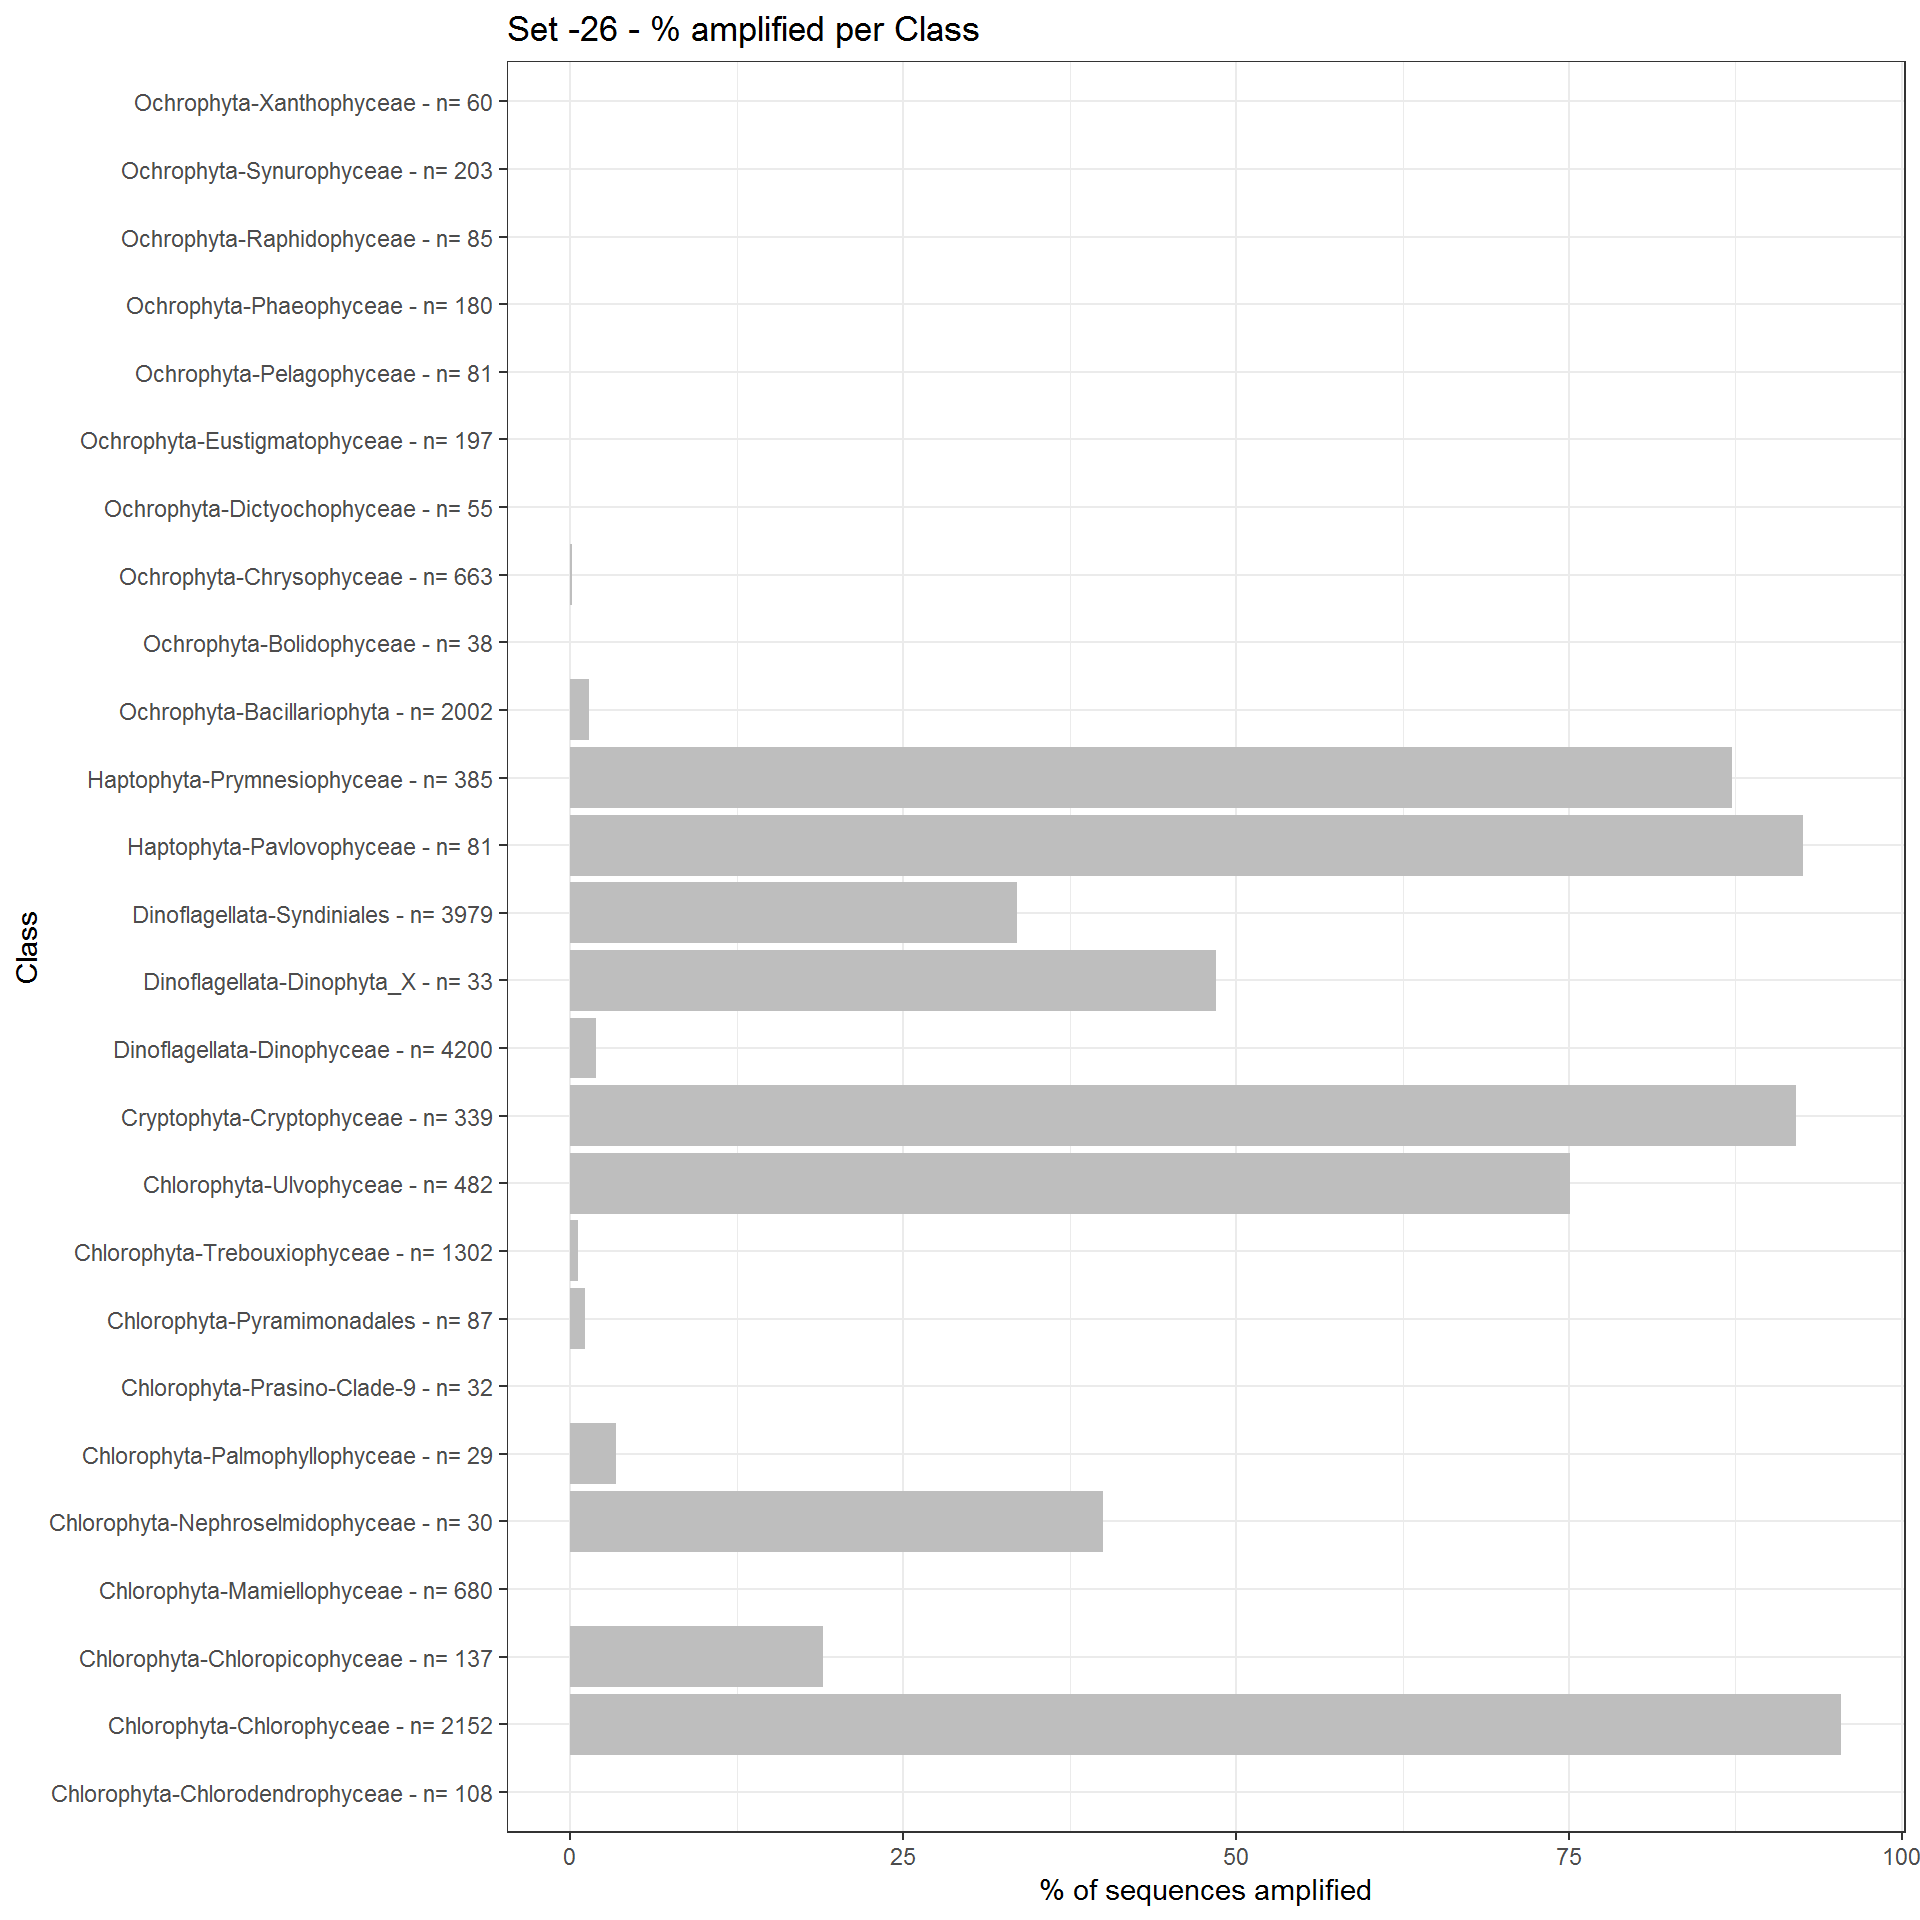 Set -26 - % amplified per Class
Ochrophyta-Xanthophyceae - n= 60
Ochrophyta-Synurophyceae - n= 203
Ochrophyta-Raphidophyceae - n= 85
Ochrophyta-Phaeophyceae - n= 180
Ochrophyta-Pelagophyceae - n= 81
Ochrophyta-Eustigmatophyceae - n= 197
Ochrophyta-Dictyochophyceae - n= 55
Ochrophyta-Chrysophyceae - n= 663
Ochrophyta-Bolidophyceae - n= 38
Ochrophyta-Bacillariophyta - n= 2002
Haptophyta-Prymnesiophyceae - n= 385
Haptophyta-Pavlovophyceae - n= 81
Dinoflagellata-Syndiniales - n= 3979
Dinoflagellata-Dinophyta_X - n= 33
Dinoflagellata-Dinophyceae - n= 4200
Cryptophyta-Cryptophyceae - n= 339
Chlorophyta-Ulvophyceae - n= 482
Chlorophyta-Trebouxiophyceae - n= 1302
Chlorophyta-Pyramimonadales - n= 87
Chlorophyta-Prasino-Clade-9 - n= 32
Chlorophyta-Palmophyllophyceae - n= 29
Chlorophyta-Nephroselmidophyceae - n= 30
Chlorophyta-Mamiellophyceae - n= 680
Chlorophyta-Chloropicophyceae - n= 137
Chlorophyta-Chlorophyceae - n= 2152
Chlorophyta-Chlorodendrophyceae - n= 108
Class
0 25 50 75 100
% of sequences amplified